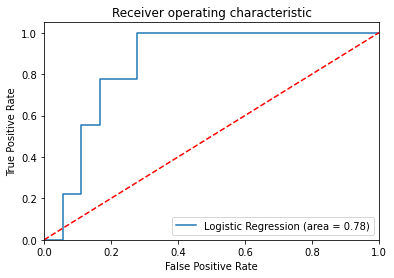 Receiver operating characteristic
True Positive Rate
1.0
0.8
0.6
0.4
0.2
0.0
Logistic Regression (area = 0.78)
0.0 0.2 0.4 0.6 0.8 1.0
False Positive Rate